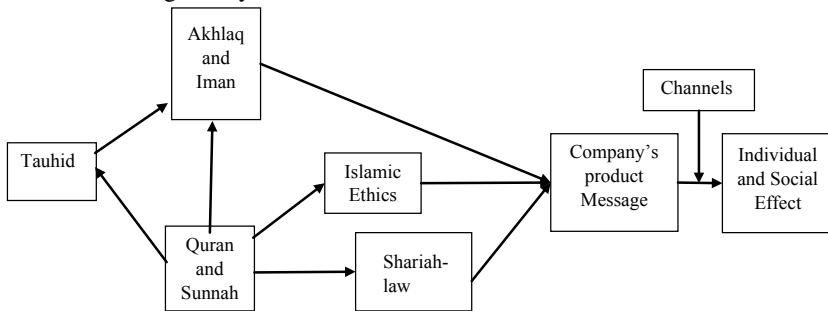 Akhlaq
and
Iman
Channels
Tauhid
Islamic
Ethics
Company's
product
Message
Individual
and Social
Effect
Quran
and
Sunnah
Shariah-
law